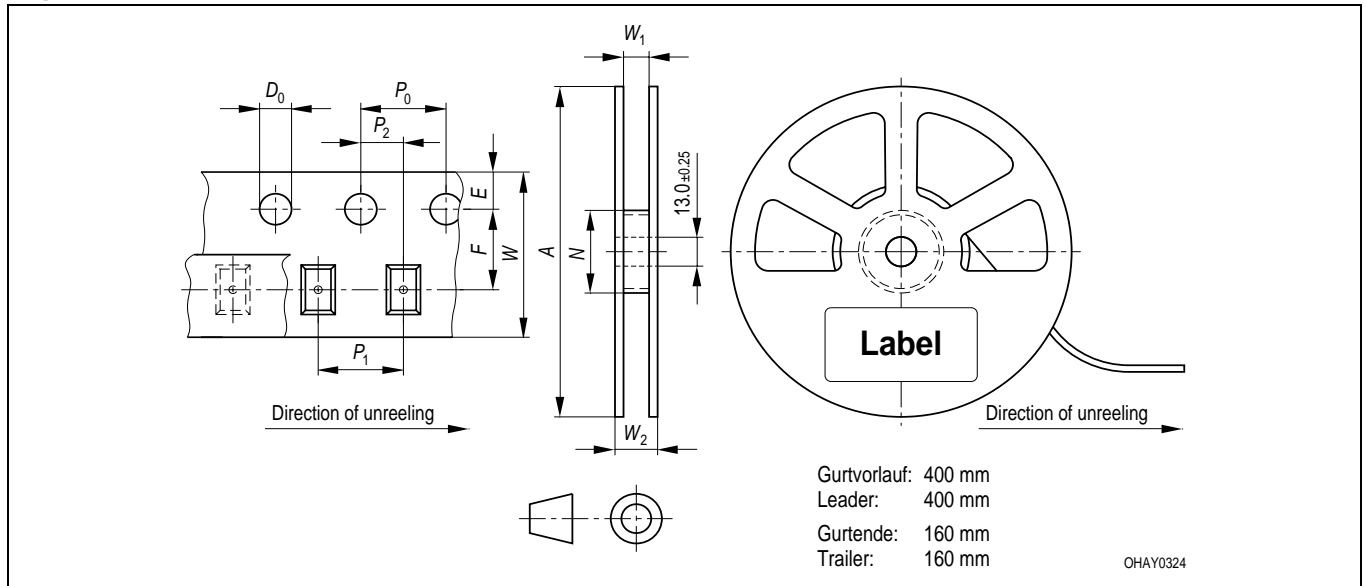 W₁
D₀
P₀
P₂
E
F
W
A
N
13.0 ±0.25
P₁
Label
Direction of unreeling
W₂
Direction of unreeling
Gurtvorlauf: 400 mm
Leader: 400 mm
Gurtende: 160 mm
Trailer: 160 mm
OHAY0324